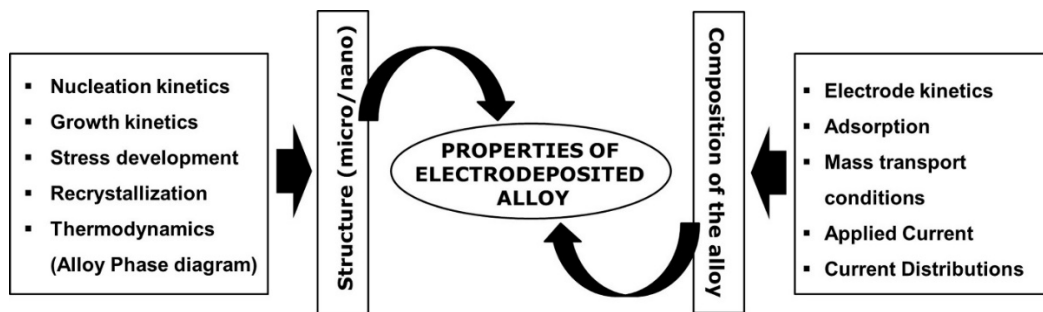 ▪ Nucleation kinetics
▪ Growth kinetics
▪ Stress development
▪ Recrystallization
▪ Thermodynamics
(Alloy Phase diagram)
Structure (micro/nano)
PROPERTIES OF
ELECTRODEPOSITED
ALLOY
Composition of the alloy
▪ Electrode kinetics
▪ Adsorption
▪ Mass transport
conditions
▪ Applied Current
▪ Current Distributions